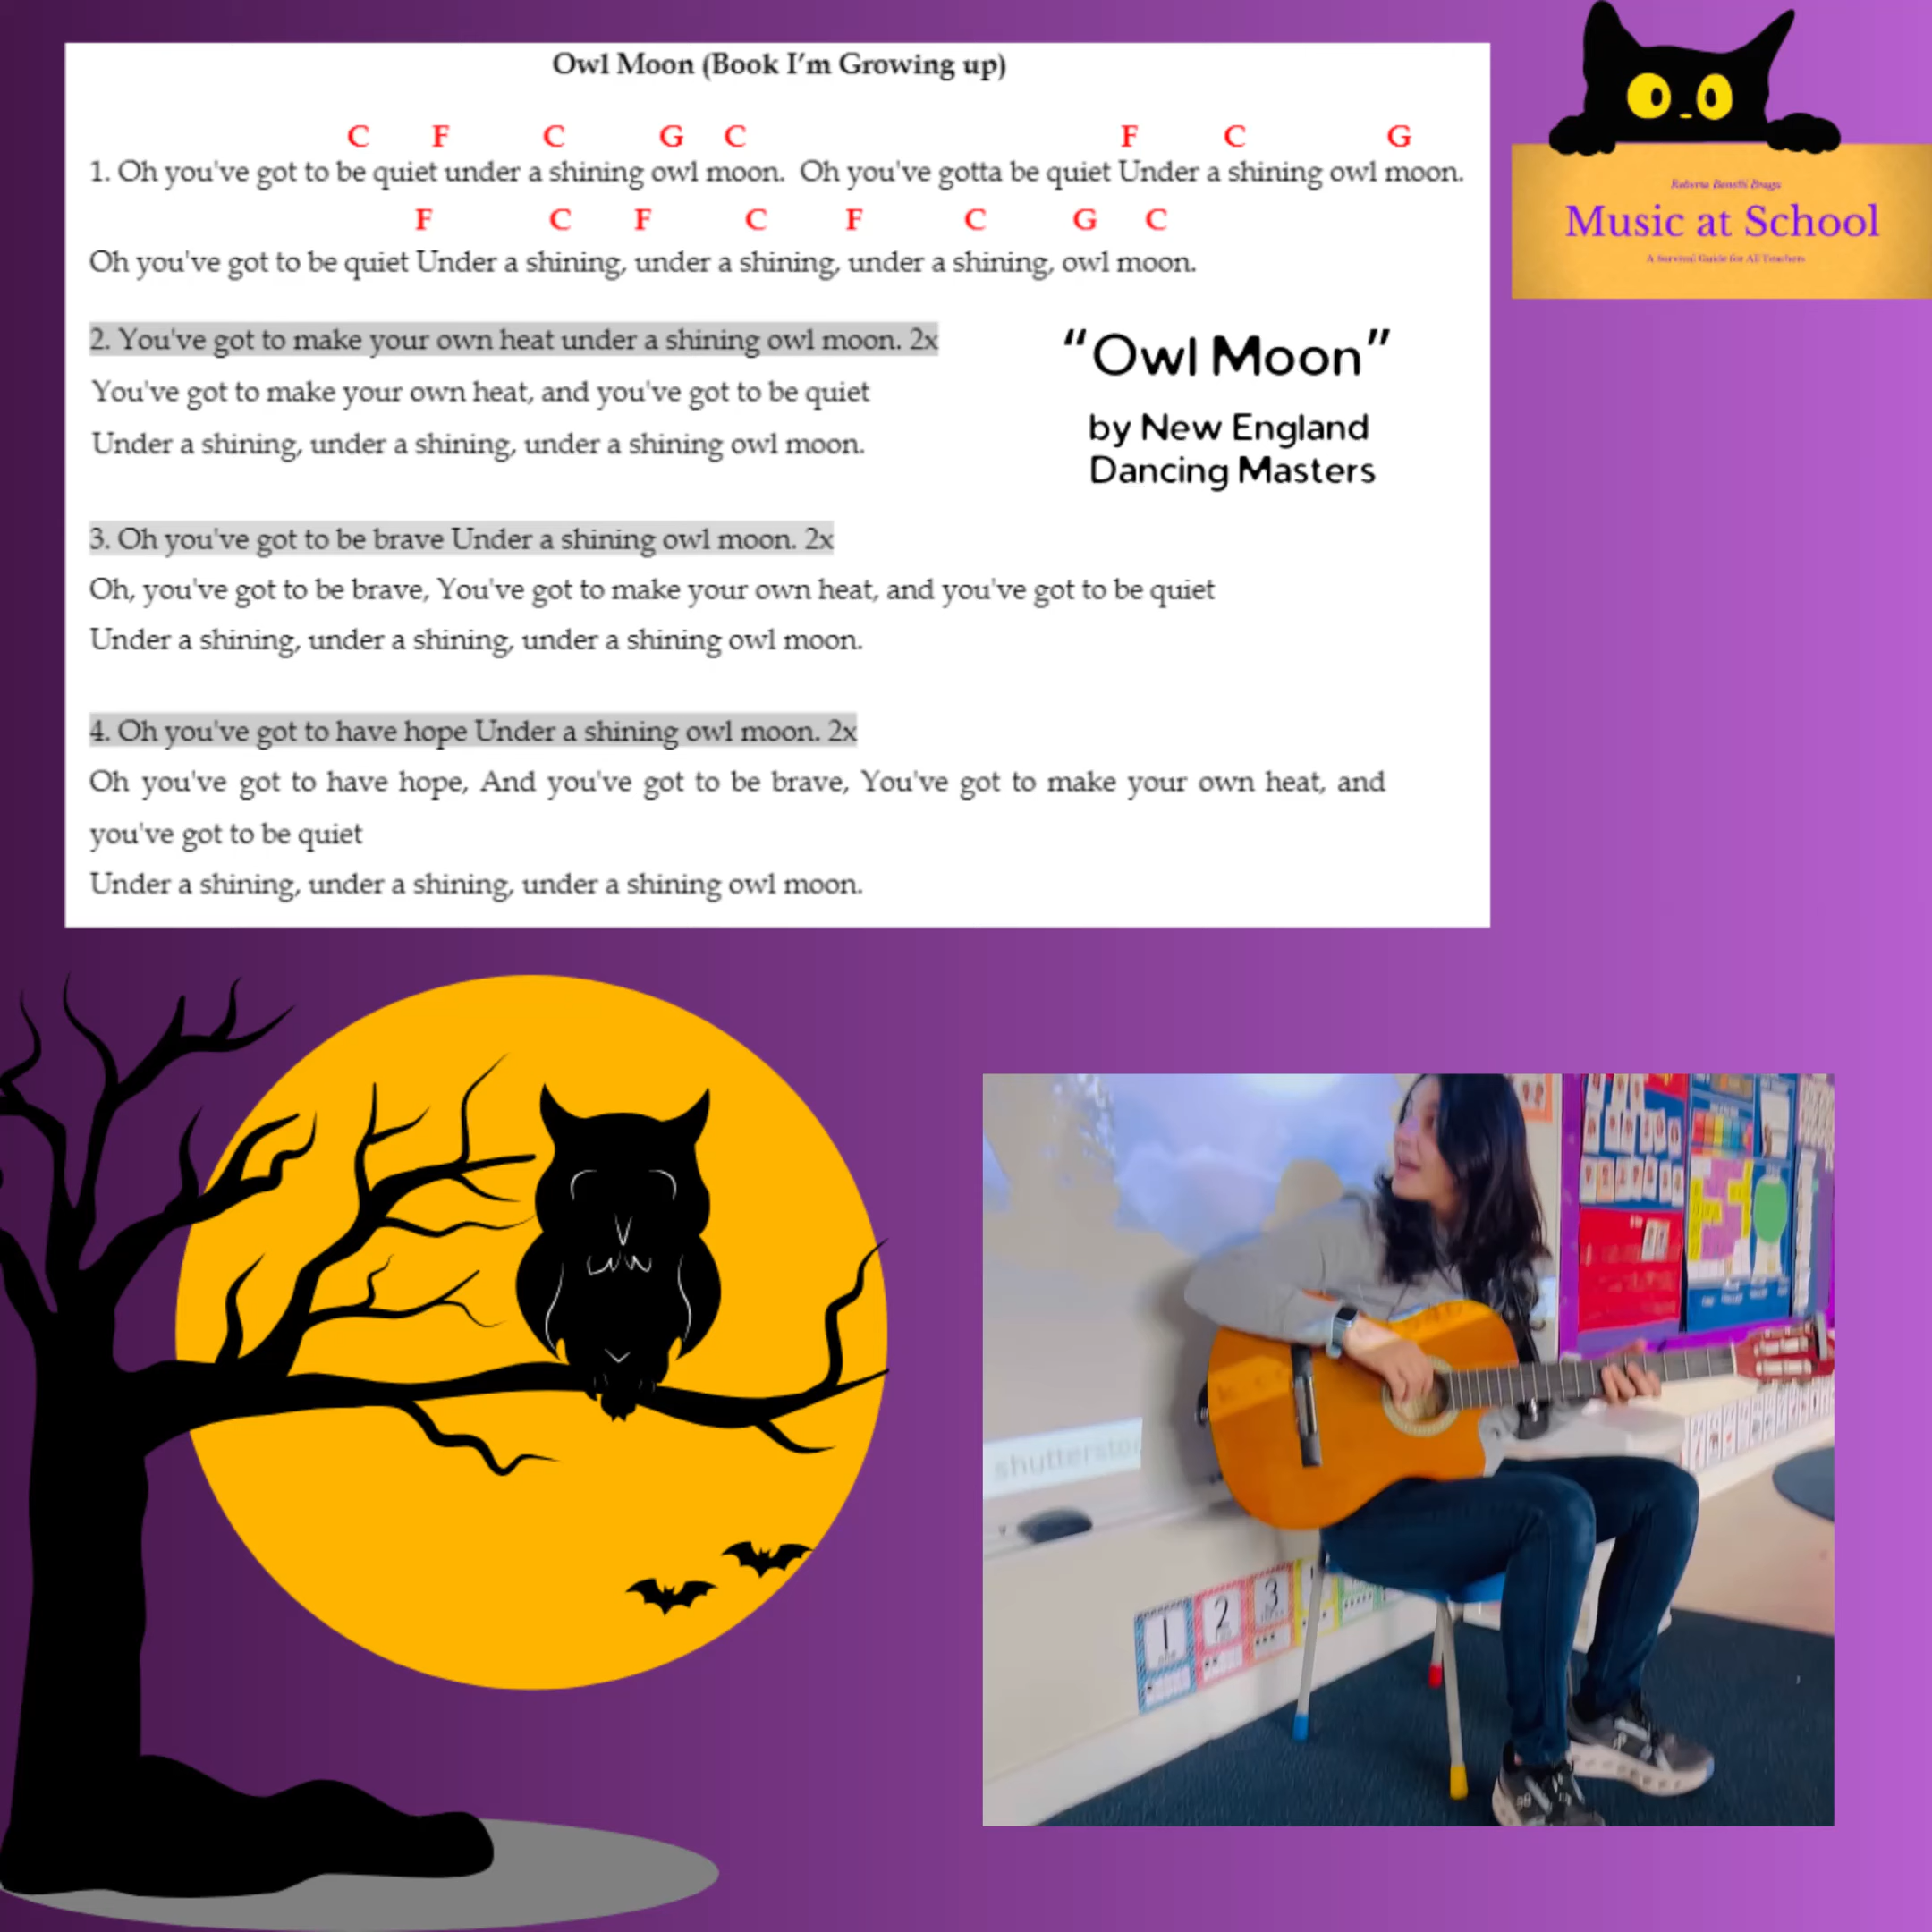 Owl Moon (Book I'm Growing up)
C F C G C F C G
1. Oh you've got to be quiet under a shining owl moon. Oh you've gotta be quiet Under a shining owl moon.
F C F C F C G C
Oh you've got to be quiet Under a shining, under a shining, under a shining, owl moon.
2. You've got to make your own heat under a shining owl moon. 2x
You've got to make your own heat, and you've got to be quiet
Under a shining, under a shining, under a shining owl moon.
3. Oh you've got to be brave Under a shining owl moon. 2x
Oh, you've got to be brave, You've got to make your own heat, and you've got to be quiet
Under a shining, under a shining, under a shining owl moon.
4. Oh you've got to have hope Under a shining owl moon. 2x
Oh you've got to have hope, And you've got to be brave, You've got to make your own heat, and
you've got to be quiet
Under a shining, under a shining, under a shining owl moon.
“Owl Moon”
by New England
Dancing Masters
Roberta Benetti Braga
Music at School
A Survival Guide for All Teachers
shuttersto
1 2 3